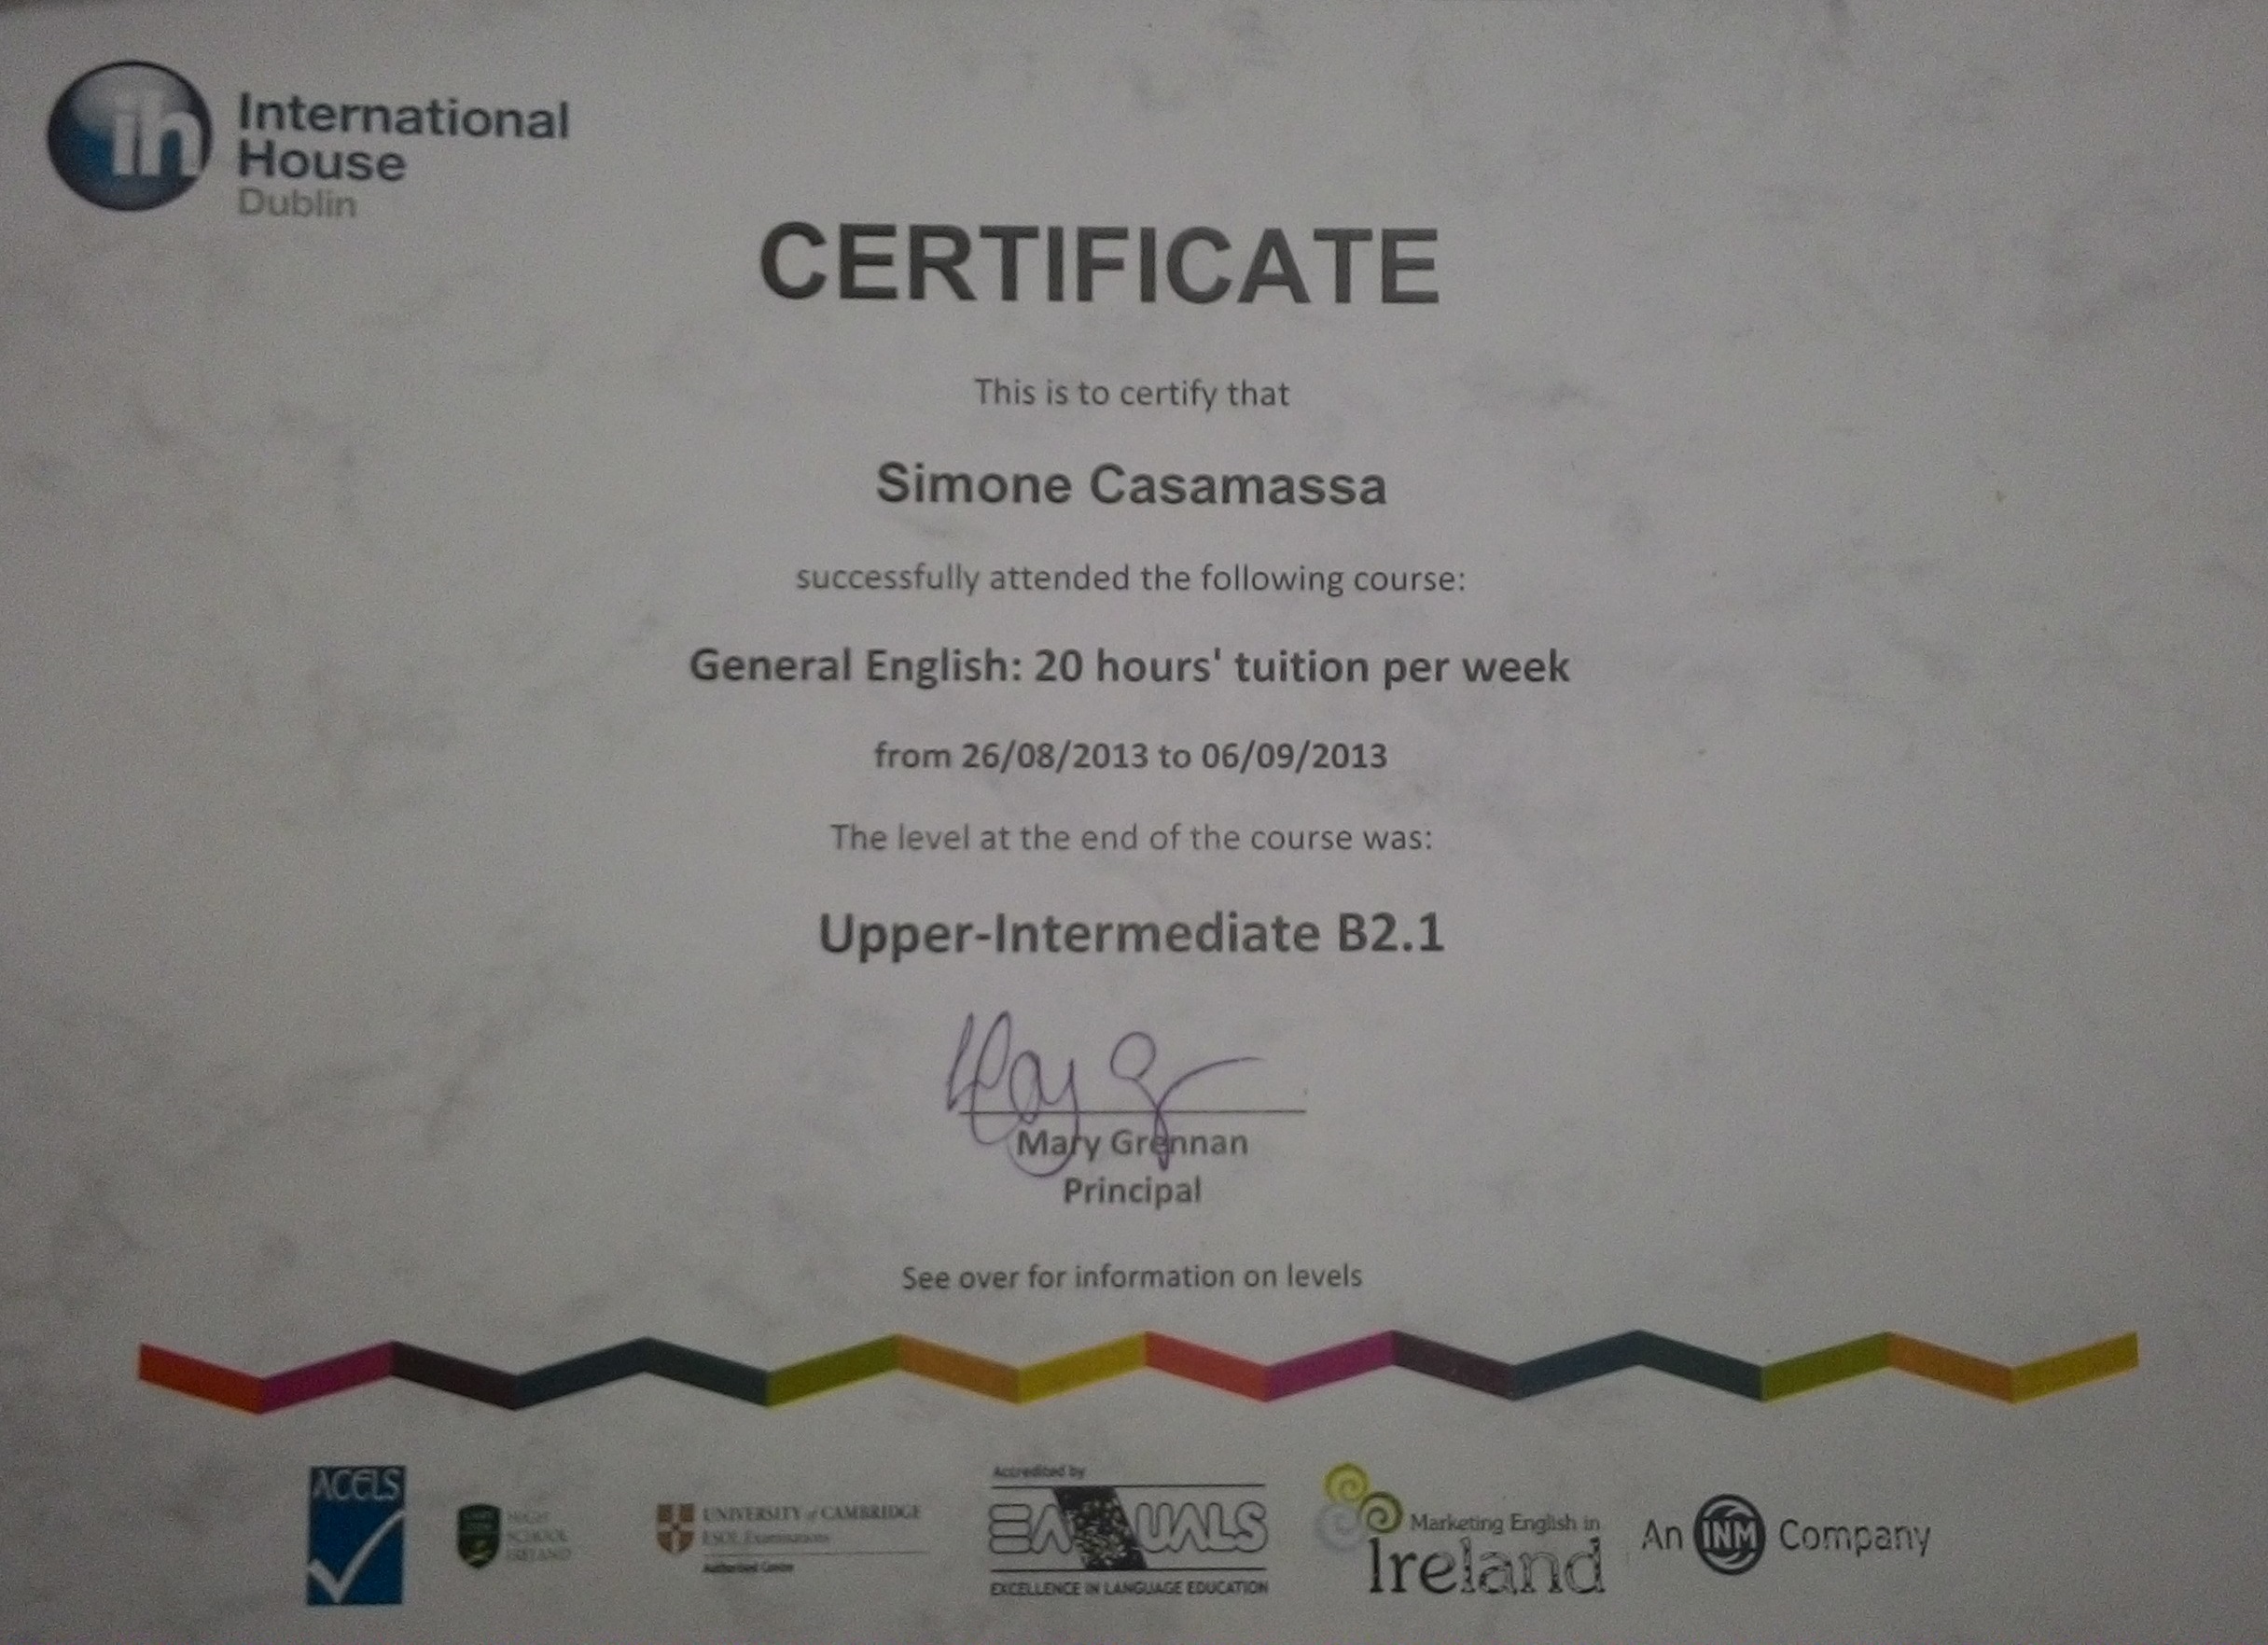 ih
International
House
Dublin
CERTIFICATE
This is to certify that
Simone Casamassa
successfully attended the following course:
General English: 20 hours' tuition per week
from 26/08/2013 to 06/09/2013
The level at the end of the course was:
Upper-Intermediate B2.1
Mary Grennan
Principal
See over for information on levels
ACELS
SCHOOL
IRELAND
UNIVERSITY of CAMBRIDGE
ESOL Examinations
Authorised Centre
Accredited by
EAQUALS
EXCELLENCE IN LANGUAGE EDUCATION
Marketing English in
Ireland
An INM Company